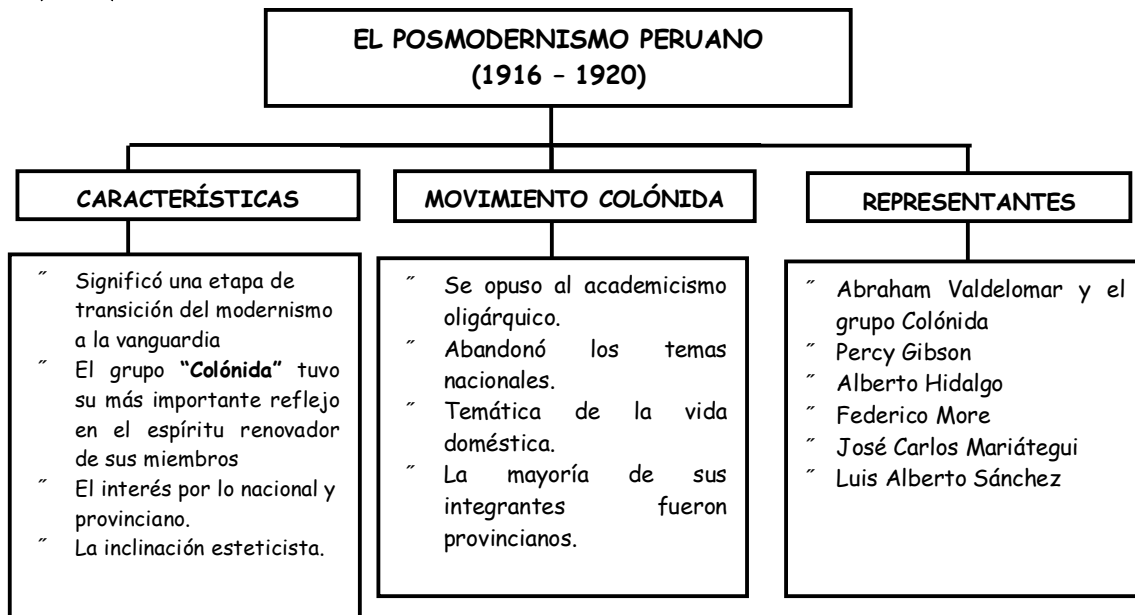 EL POSMODERNISMO PERUANO
(1916 – 1920)
CARACTERÍSTICAS
˝ Significó una etapa de
transición del modernismo
a la vanguardia
˝ El grupo “Colónida” tuvo
su más importante reflejo
en el espíritu renovador
de sus miembros
˝ El interés por lo nacional y
provinciano.
˝ La inclinación esteticista.
MOVIMIENTO COLÓNIDA
˝ Se opuso al academicismo
oligárquico.
˝ Abandonó los temas
nacionales.
˝ Temática de la vida
doméstica.
˝ La mayoría de sus
integrantes fueron
provincianos.
REPRESENTANTES
˝ Abraham Valdelomar y el
grupo Colónida
˝ Percy Gibson
˝ Alberto Hidalgo
˝ Federico More
˝ José Carlos Mariátegui
˝ Luis Alberto Sánchez